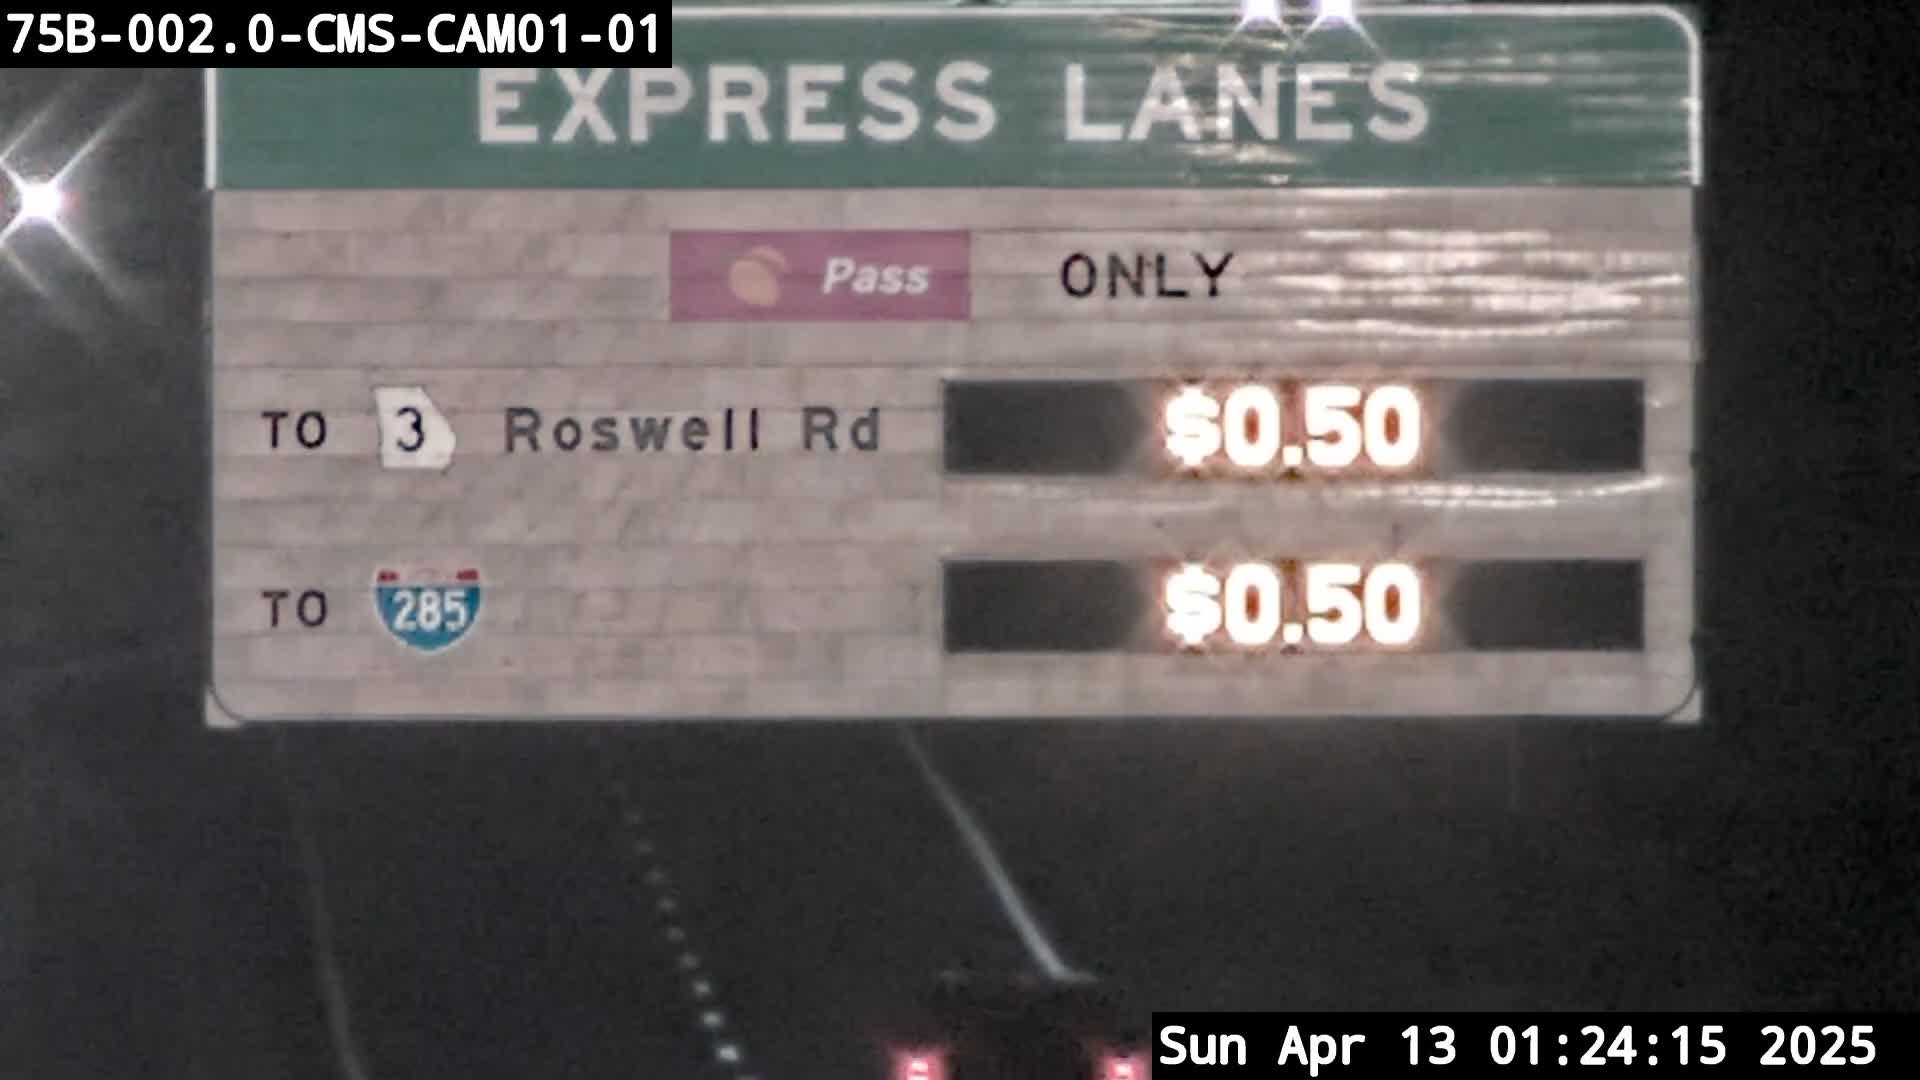 75B-002.0-CMS-CAM01-01
EXPRESS LANES
Pass ONLY
TO 3 Roswell Rd $0.50
TO 285 $0.50
Sun Apr 13 01:24:15 2025